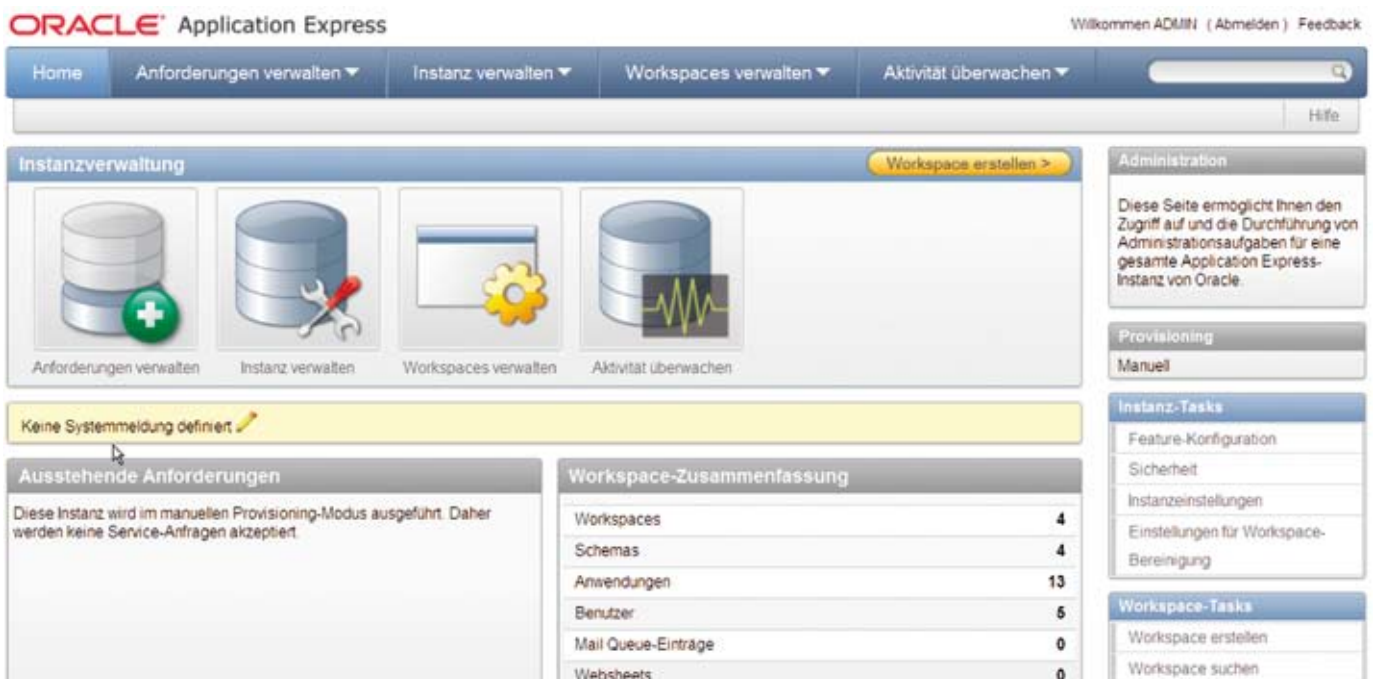 ORACLE Application Express
Willkommen ADMIN ( Abmelden ) Feedback
Home
Anforderungen verwalten
Instanz verwalten
Workspaces verwalten
Aktivität überwachen
Hilfe
Instanzverwaltung
Workspace erstellen >
Anforderungen verwalten
Instanz verwalten
Workspaces verwalten
Aktivität überwachen
Keine Systemmeldung definiert
Ausstehende Anforderungen
Diese Instanz wird im manuellen Provisioning-Modus ausgeführt. Daher
werden keine Service-Anfragen akzeptiert.
Workspace-Zusammenfassung
Workspaces 4
Schemas 4
Anwendungen 13
Benutzer 5
Mail Queue-Einträge 0
Websheets 0
Administration
Diese Seite ermöglicht Ihnen den
Zugriff auf und die Durchführung von
Administrationsaufgaben für eine
gesamte Application Express-
Instanz von Oracle.
Provisioning
Manuell
Instanz-Tasks
Feature-Konfiguration
Sicherheit
Instanzeinstellungen
Einstellungen für Workspace-
Bereinigung
Workspace-Tasks
Workspace erstellen
Workspace suchen